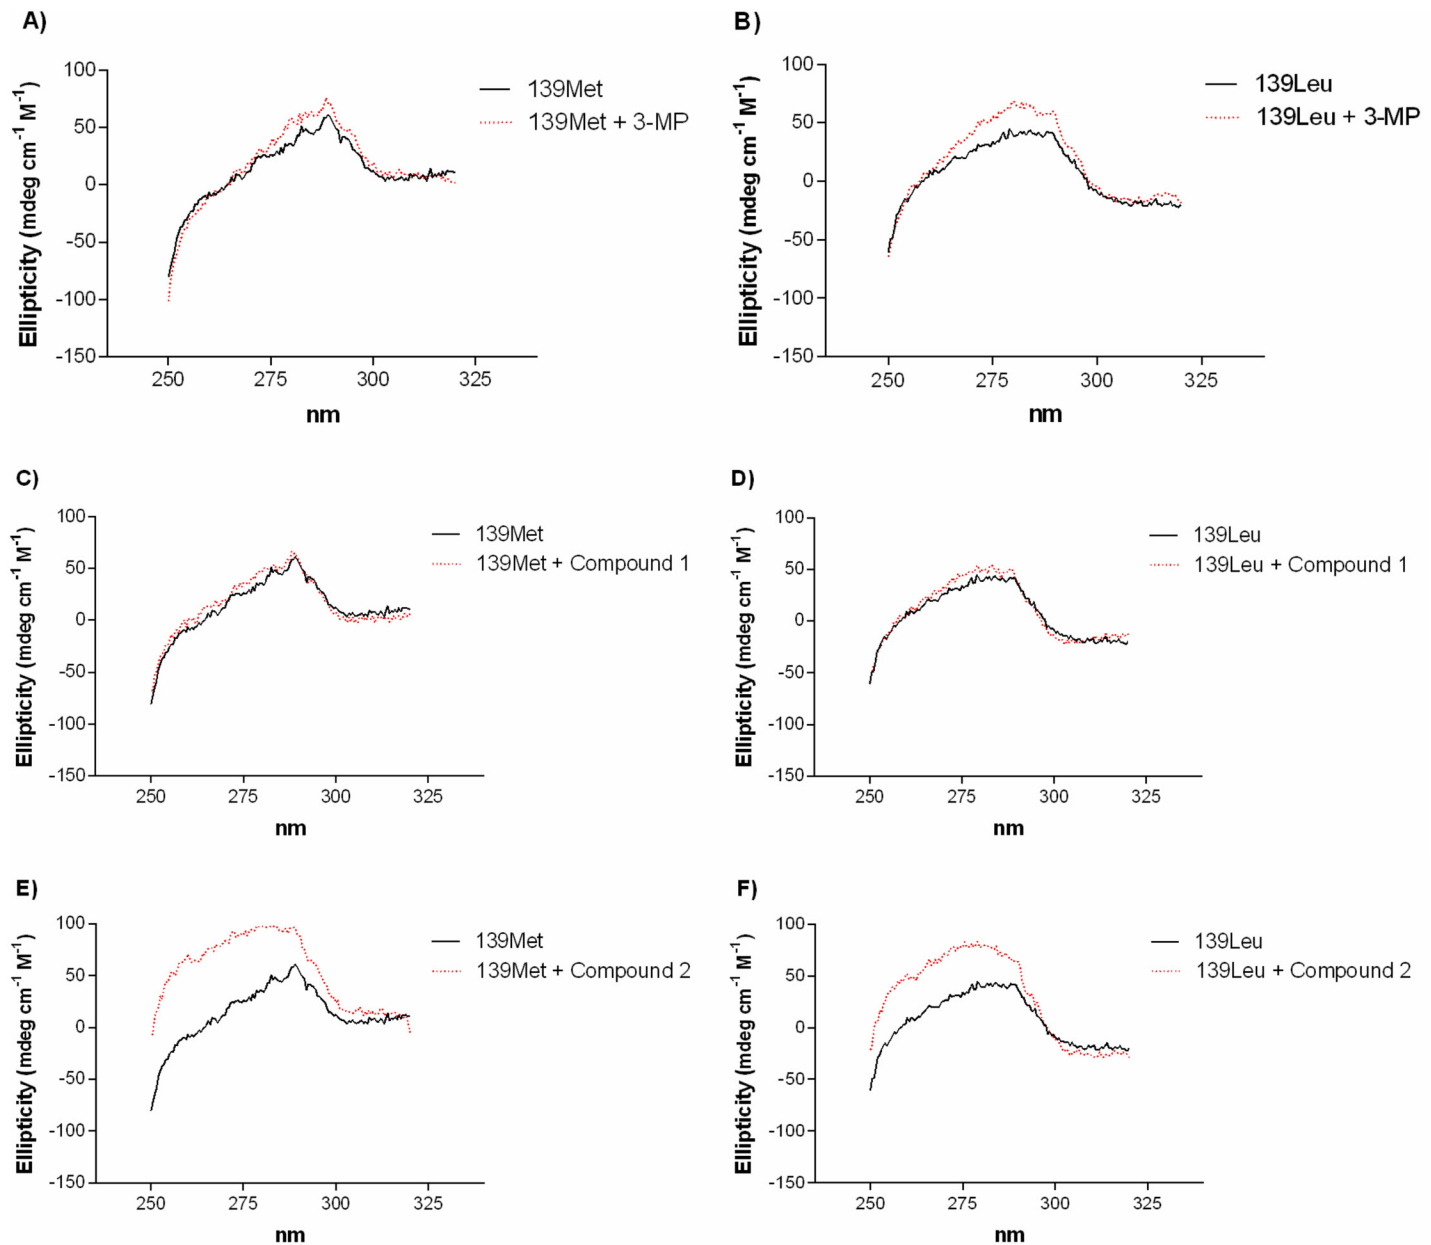 A)
Ellipticity (mdeg cm⁻¹ M⁻¹)
100
50
0
-50
-100
-150
139Met
139Met + 3-MP
250 275 300 325
nm
B)
Ellipticity (mdeg cm⁻¹ M⁻¹)
100
50
0
-50
-100
-150
139Leu
139Leu + 3-MP
250 275 300 325
nm
C)
Ellipticity (mdeg cm⁻¹ M⁻¹)
100
50
0
-50
-100
-150
139Met
139Met + Compound 1
250 275 300 325
nm
D)
Ellipticity (mdeg cm⁻¹ M⁻¹)
100
50
0
-50
-100
-150
139Leu
139Leu + Compound 1
250 275 300 325
nm
E)
Ellipticity (mdeg cm⁻¹ M⁻¹)
100
50
0
-50
-100
-150
139Met
139Met + Compound 2
250 275 300 325
nm
F)
Ellipticity (mdeg cm⁻¹ M⁻¹)
100
50
0
-50
-100
-150
139Leu
139Leu + Compound 2
250 275 300 325
nm